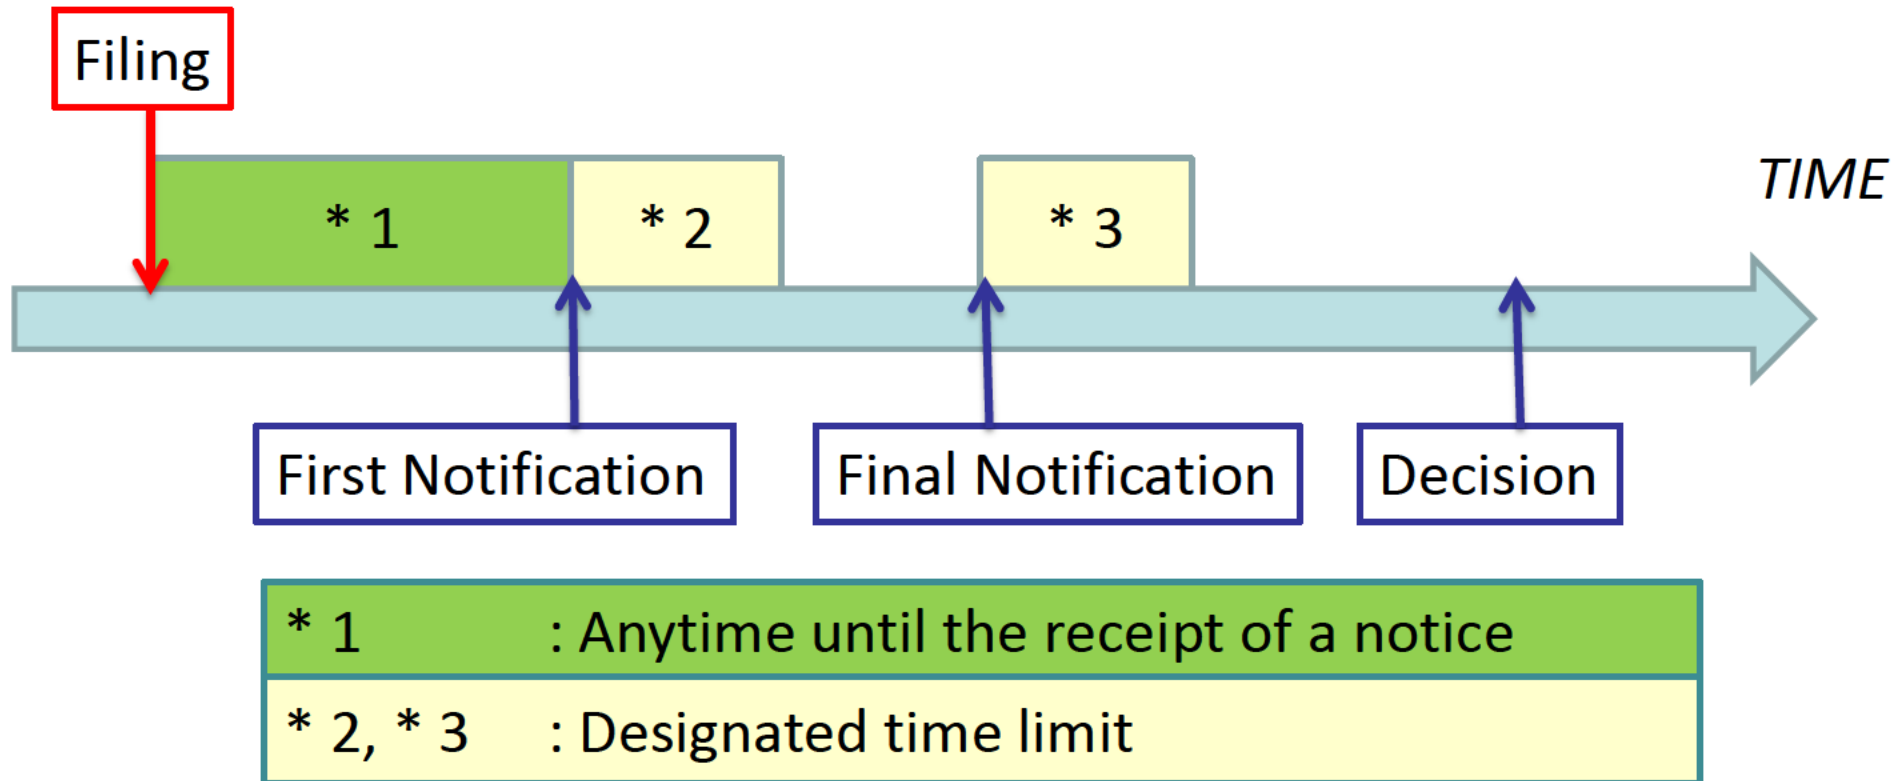 Filing
TIME
* 1
* 2
* 3
First Notification
Final Notification
Decision
* 1 : Anytime until the receipt of a notice
* 2, * 3 : Designated time limit